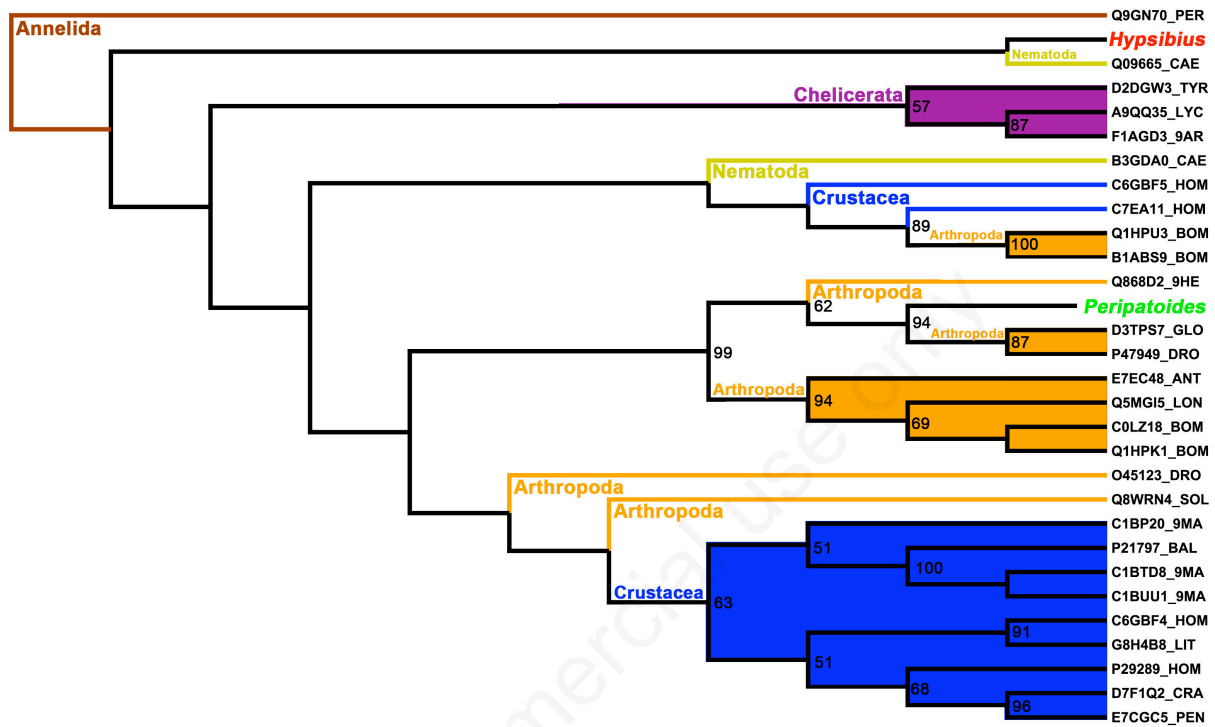 Q9GN70_PER
Annelida
Hypsibius
Nematoda
Q09665_CAE
D2DGW3_TYR
Chelicerata
57
A9QQ35_LYC
87
F1AGD3_9AR
B3GDA0_CAE
Nematoda
C6GBF5_HOM
Crustacea
C7EA11_HOM
89
Arthropoda
Q1HPU3_BOM
100
B1ABS9_BOM
Q868D2_9HE
Arthropoda
62
Peripatoides
94
Arthropoda
D3TPS7_GLO
87
99
P47949_DRO
E7EC48_ANT
Arthropoda
94
Q5MGI5_LON
69
C0LZ18_BOM
Q1HPK1_BOM
O45123_DRO
Arthropoda
Q8WRN4_SOL
Arthropoda
C1BP20_9MA
51
P21797_BAL
100
C1BTD8_9MA
Crustacea
63
C1BUU1_9MA
C6GBF4_HOM
91
G8H4B8_LIT
51
P29289_HOM
68
D7F1Q2_CRA
96
E7CGC5_PEN
mercial use only